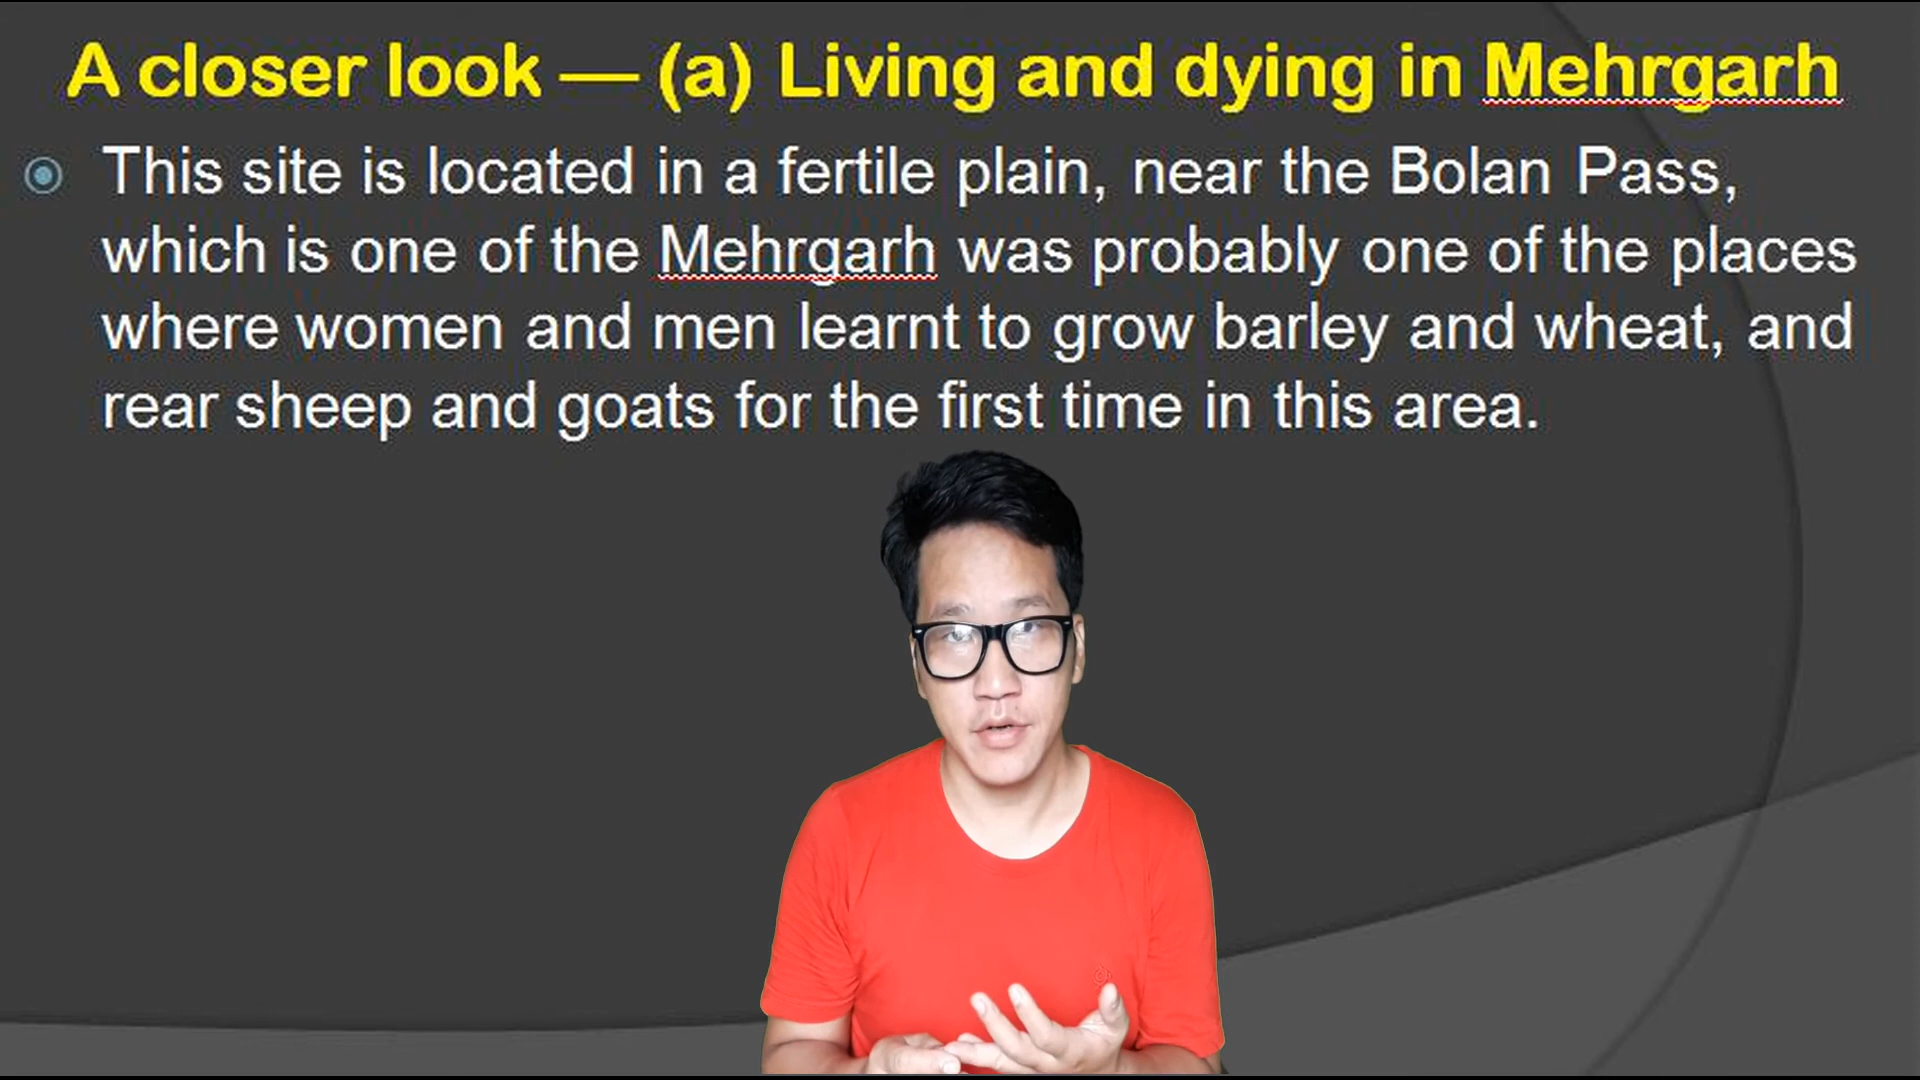 A closer look — (a) Living and dying in Mehrgarh
This site is located in a fertile plain, near the Bolan Pass,
which is one of the Mehrgarh was probably one of the places
where women and men learnt to grow barley and wheat, and
rear sheep and goats for the first time in this area.